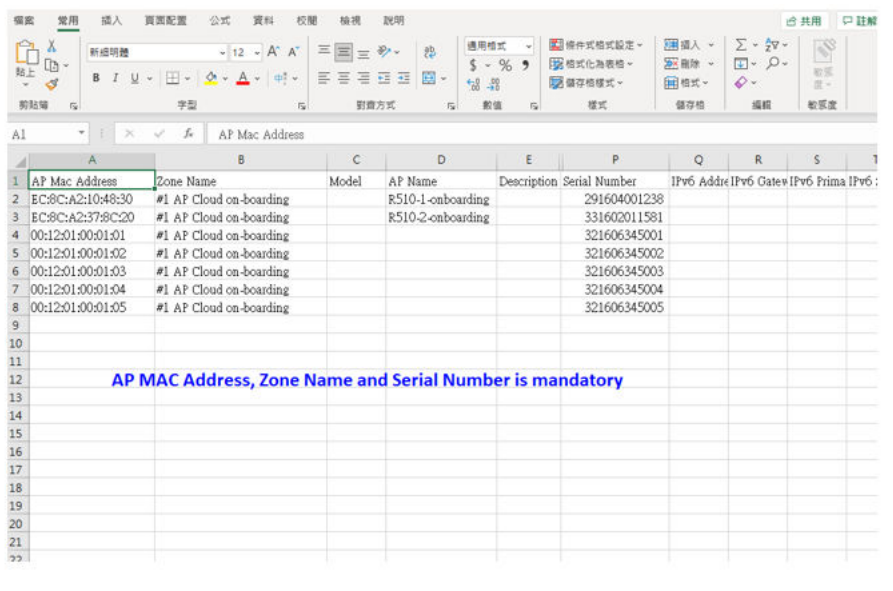 檔案 常用 插入 頁面配置 公式 資料 校閱 檢視 說明 共用 註解
貼上 新細明體 12 A A 通用格式 條件式格式設定 插入
B I U A $ % 格式化為表格 刪除
儲存格樣式 格式
剪貼簿 字型 對齊方式 數值 樣式 儲存格 編輯 敏感度
A1 fx AP Mac Address
A B C D E P Q R S
1 AP Mac Address Zone Name Model AP Name Description Serial Number IPv6 Addre IPv6 Gatew IPv6 Prima IPv6
2 EC:8C:A2:10:48:30 #1 AP Cloud on-boarding R510-1-onboarding 291604001238
3 EC:8C:A2:37:8C:20 #1 AP Cloud on-boarding R510-2-onboarding 331602011581
4 00:12:01:00:01:01 #1 AP Cloud on-boarding 321606345001
5 00:12:01:00:01:02 #1 AP Cloud on-boarding 321606345002
6 00:12:01:00:01:03 #1 AP Cloud on-boarding 321606345003
7 00:12:01:00:01:04 #1 AP Cloud on-boarding 321606345004
8 00:12:01:00:01:05 #1 AP Cloud on-boarding 321606345005
9
10
11
12 AP MAC Address, Zone Name and Serial Number is mandatory
13
14
15
16
17
18
19
20
21
22